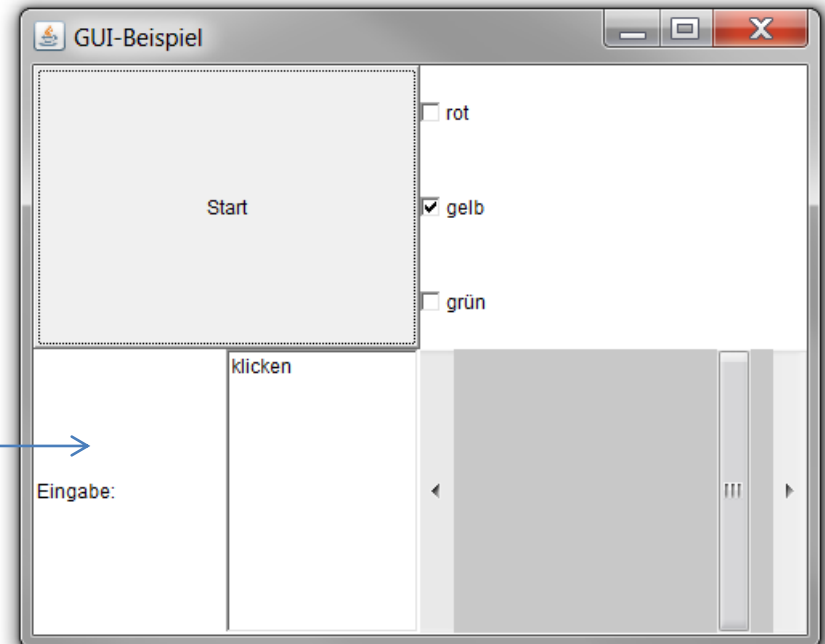 GUI-Beispiel
Start
rot
gelb
grün
Eingabe:
klicken